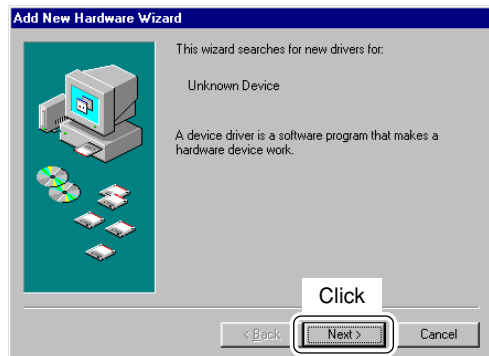 Add New Hardware Wizard
This wizard searches for new drivers for:
Unknown Device
A device driver is a software program that makes a
hardware device work.
Click
< Back
Next >
Cancel